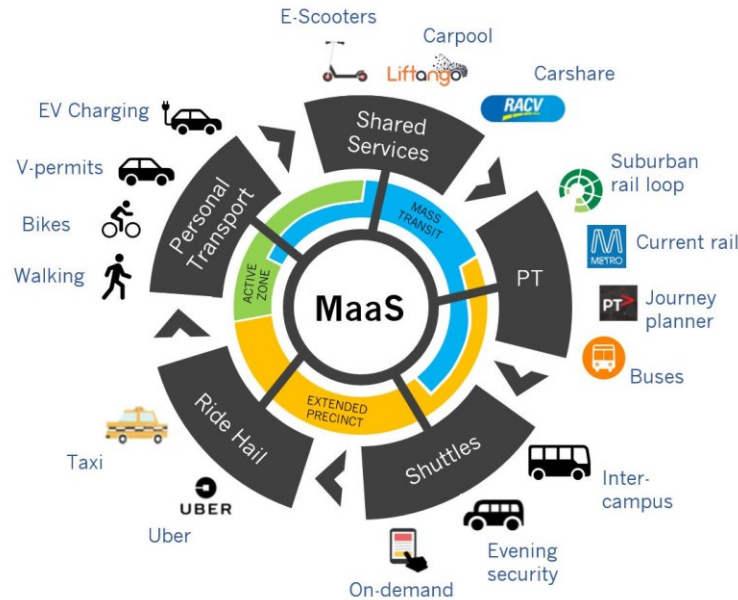 E-Scooters
Carpool
Liftango
Carshare
RACV
EV Charging
V-permits
Bikes
Walking
Shared
Services
Suburban
rail loop
Current rail
METRO
Journey
planner
PT>
Buses
PT
Personal
Transport
MASS
TRANSIT
ACTIVE
ZONE
MaaS
EXTENDED
PRECINCT
Ride Hail
Shuttles
Taxi
UBER
Uber
On-demand
Evening
security
Inter-
campus